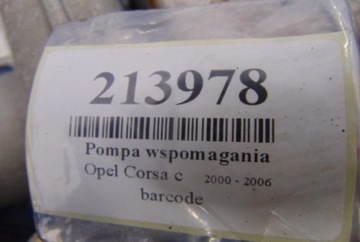 213978
Pompa wspomagania
Opel Corsa c 2000 - 2006
barcode